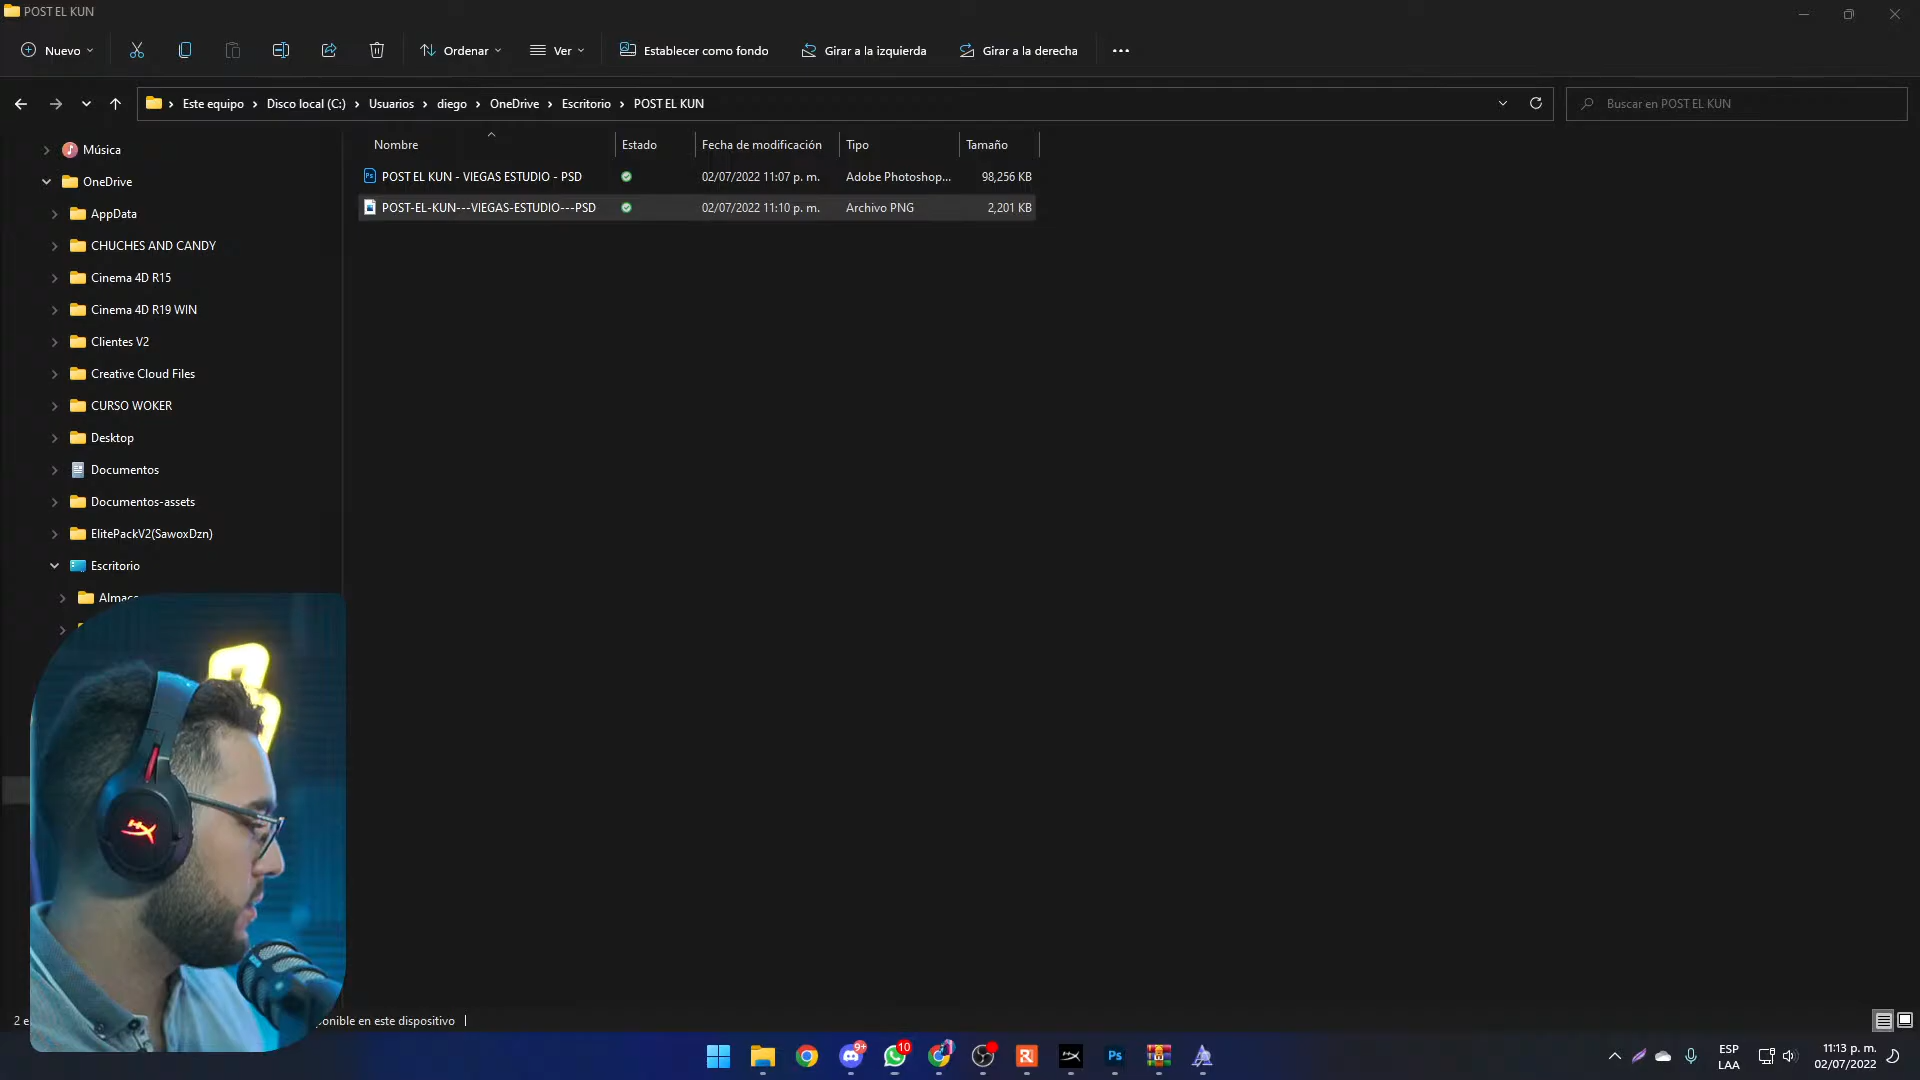 POST EL KUN
Nuevo
Ordenar
Ver
Establecer como fondo
Girar a la izquierda
Girar a la derecha
Este equipo > Disco local (C:) > Usuarios > diego > OneDrive > Escritorio > POST EL KUN
Buscar en POST EL KUN
Nombre Estado Fecha de modificación Tipo Tamaño
POST EL KUN - VIEGAS ESTUDIO - PSD 02/07/2022 11:07 p. m. Adobe Photoshop... 98,256 KB
POST-EL-KUN---VIEGAS-ESTUDIO---PSD 02/07/2022 11:10 p. m. Archivo PNG 2,201 KB
Música
OneDrive
AppData
CHUCHES AND CANDY
Cinema 4D R15
Cinema 4D R19 WIN
Clientes V2
Creative Cloud Files
CURSO WOKER
Desktop
Documentos
Documentos-assets
ElitePackV2(SawoxDzn)
Escritorio
HX
2 en este dispositivo
9+
10
Ps
ESP
LAA
11:13 p. m.
02/07/2022